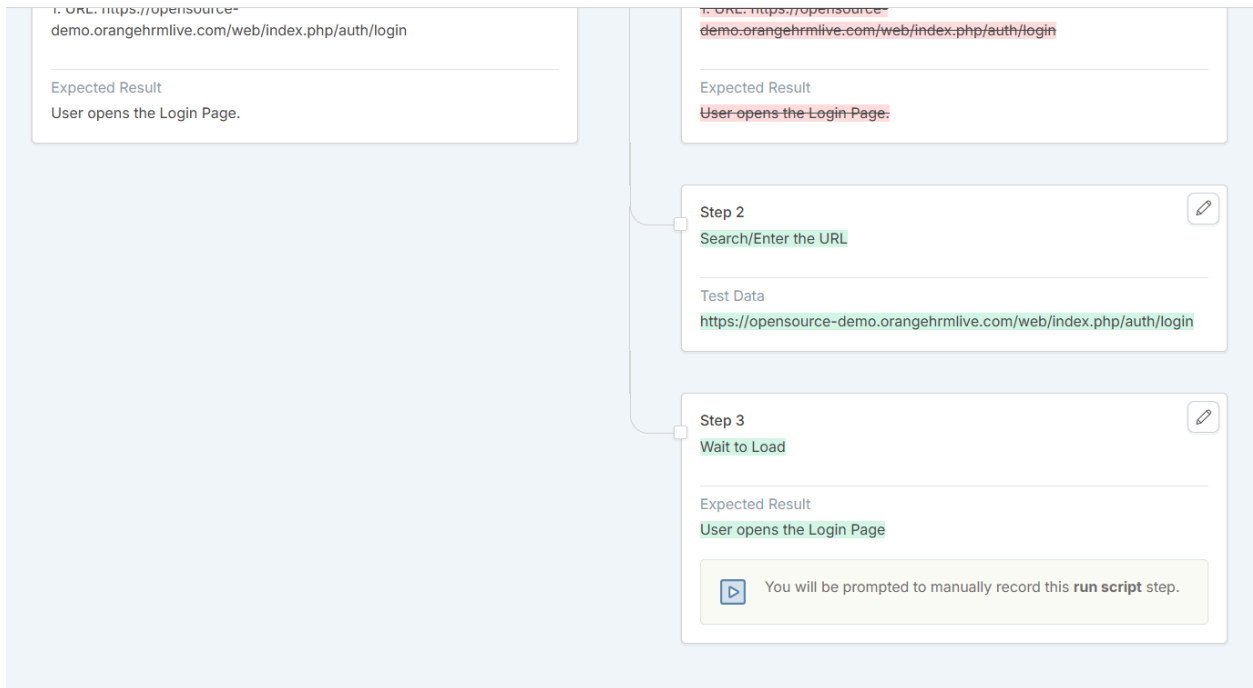 1. URL: https://opensource-
demo.orangehrmlive.com/web/index.php/auth/login
Expected Result
User opens the Login Page.
1. URL: https://opensource-
demo.orangehrmlive.com/web/index.php/auth/login
Expected Result
User opens the Login Page.
Step 2
Search/Enter the URL
Test Data
https://opensource-demo.orangehrmlive.com/web/index.php/auth/login
Step 3
Wait to Load
Expected Result
User opens the Login Page
You will be prompted to manually record this run script step.